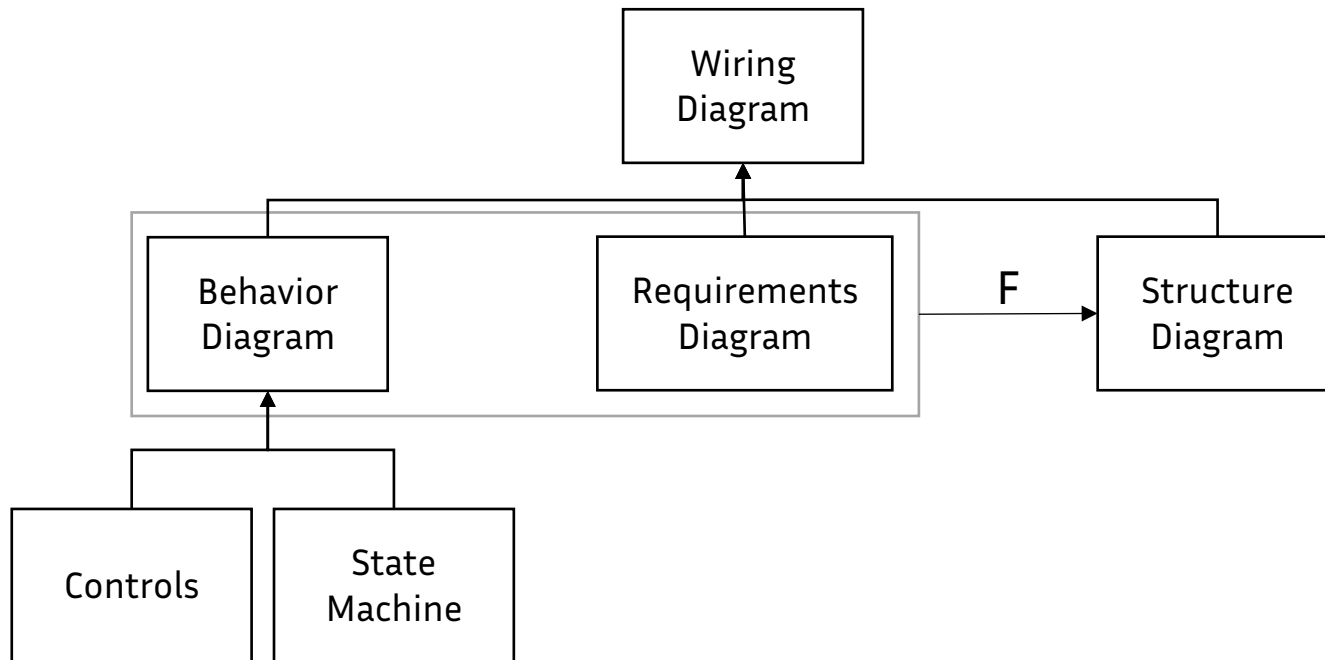 Wiring
Diagram
Behavior
Diagram
Requirements
Diagram
F
Structure
Diagram
Controls
State
Machine